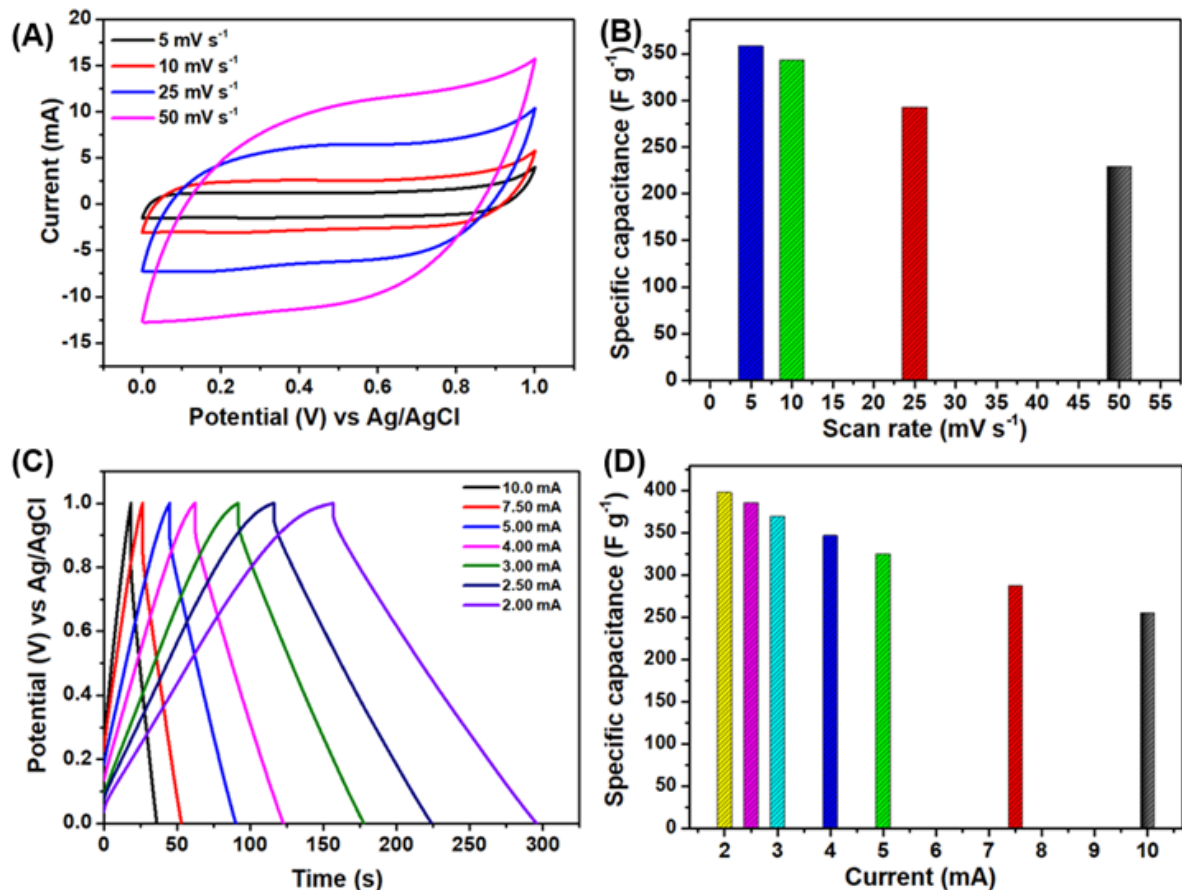 (A)
5 mV s⁻¹
10 mV s⁻¹
25 mV s⁻¹
50 mV s⁻¹
20
15
10
5
0
-5
-10
-15
Current (mA)
0.0 0.2 0.4 0.6 0.8 1.0
Potential (V) vs Ag/AgCl
(B)
350
300
250
200
150
100
50
0
Specific capacitance (F g⁻¹)
0 5 10 15 20 25 30 35 40 45 50 55
Scan rate (mV s⁻¹)
(C)
10.0 mA
7.50 mA
5.00 mA
4.00 mA
3.00 mA
2.50 mA
2.00 mA
1.0
0.8
0.6
0.4
0.2
0.0
Potential (V) vs Ag/AgCl
0 50 100 150 200 250 300
Time (s)
(D)
400
350
300
250
200
150
100
50
0
Specific capacitance (F g⁻¹)
2 3 4 5 6 7 8 9 10
Current (mA)